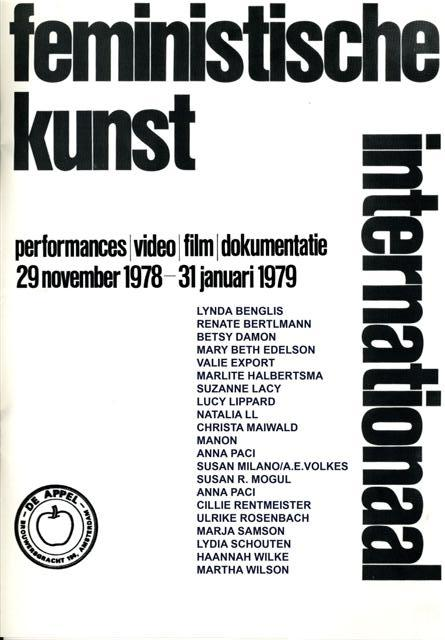 feministische
kunst
internationaal
performances|video|film|dokumentatie
29 november 1978–31 januari 1979
LYNDA BENGLIS
RENATE BERTLMANN
BETSY DAMON
MARY BETH EDELSON
VALIE EXPORT
MARLITE HALBERTSMA
SUZANNE LACY
LUCY LIPPARD
NATALIA LL
CHRISTA MAIWALD
MANON
ANNA PACI
SUSAN MILANO/A.E.VOLKES
SUSAN R. MOGUL
ANNA PACI
CILLIE RENTMEISTER
ULRIKE ROSENBACH
MARJA SAMSON
LYDIA SCHOUTEN
HAANNAH WILKE
MARTHA WILSON
DE APPEL
BROUWERSGRACHT 196, AMSTERDAM